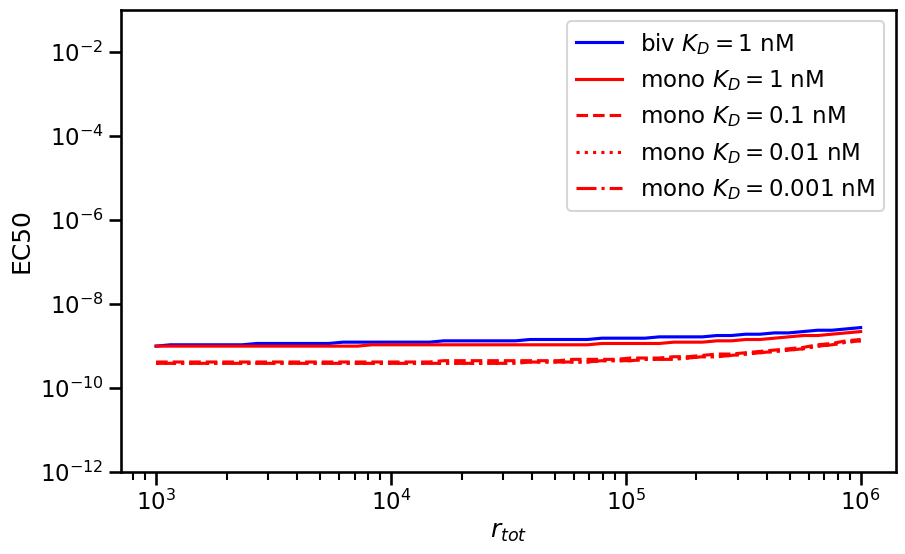 biv $K_D = 1$ nM
mono $K_D = 1$ nM
mono $K_D = 0.1$ nM
mono $K_D = 0.01$ nM
mono $K_D = 0.001$ nM
EC50
$10^{-2}$
$10^{-4}$
$10^{-6}$
$10^{-8}$
$10^{-10}$
$10^{-12}$
$10^3$ $10^4$ $10^5$ $10^6$
$r_{tot}$